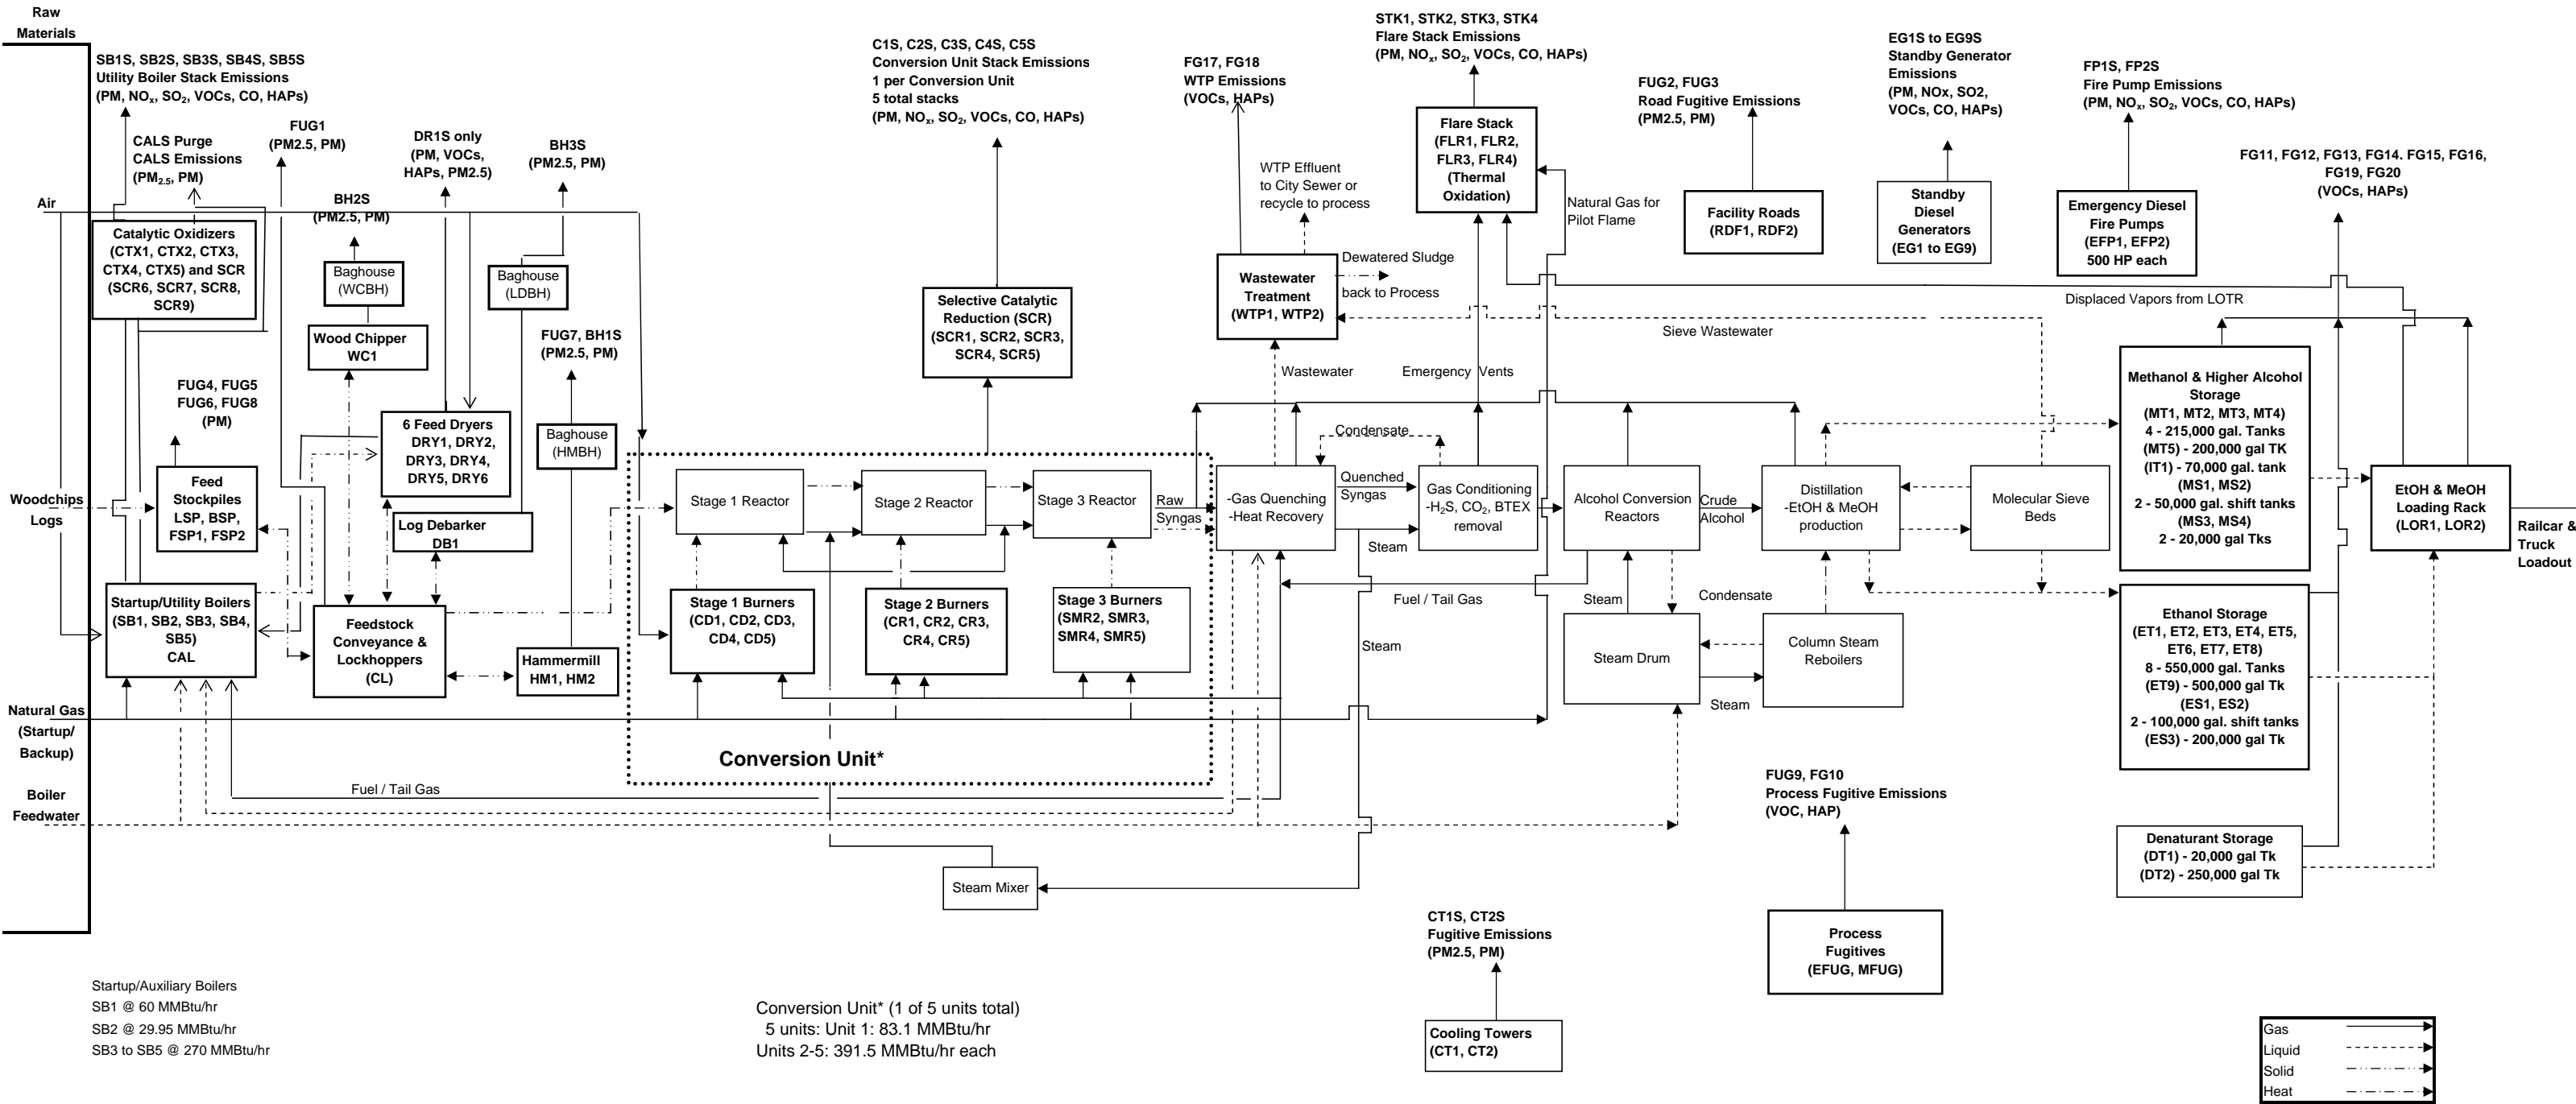 Raw
Materials
SB1S, SB2S, SB3S, SB4S, SB5S
Utility Boiler Stack Emissions
(PM, NOx, SO2, VOCs, CO, HAPs)
CALS Purge
CALS Emissions
(PM2.5, PM)
FUG1
(PM2.5, PM)
DR1S only
(PM, VOCs,
HAPs, PM2.5)
BH3S
(PM2.5, PM)
BH2S
(PM2.5, PM)
C1S, C2S, C3S, C4S, C5S
Conversion Unit Stack Emissions
1 per Conversion Unit
5 total stacks
(PM, NOx, SO2, VOCs, CO, HAPs)
FG17, FG18
WTP Emissions
(VOCs, HAPs)
STK1, STK2, STK3, STK4
Flare Stack Emissions
(PM, NOx, SO2, VOCs, CO, HAPs)
FUG2, FUG3
Road Fugitive Emissions
(PM2.5, PM)
EG1S to EG9S
Standby Generator
Emissions
(PM, NOx, SO2,
VOCs, CO, HAPs)
FP1S, FP2S
Fire Pump Emissions
(PM, NOx, SO2, VOCs, CO, HAPs)
FG11, FG12, FG13, FG14. FG15, FG16,
FG19, FG20
(VOCs, HAPs)
Air
Catalytic Oxidizers
(CTX1, CTX2, CTX3,
CTX4, CTX5) and SCR
(SCR6, SCR7, SCR8,
SCR9)
Baghouse
(WCBH)
Baghouse
(LDBH)
Wood Chipper
WC1
FUG7, BH1S
(PM2.5, PM)
Baghouse
(HMBH)
FUG4, FUG5
FUG6, FUG8
(PM)
6 Feed Dryers
DRY1, DRY2,
DRY3, DRY4,
DRY5, DRY6
Selective Catalytic
Reduction (SCR)
(SCR1, SCR2, SCR3,
SCR4, SCR5)
WTP Effluent
to City Sewer or
recycle to process
Wastewater
Treatment
(WTP1, WTP2)
Dewatered Sludge
back to Process
Flare Stack
(FLR1, FLR2,
FLR3, FLR4)
(Thermal
Oxidation)
Natural Gas for
Pilot Flame
Facility Roads
(RDF1, RDF2)
Standby
Diesel
Generators
(EG1 to EG9)
Emergency Diesel
Fire Pumps
(EFP1, EFP2)
500 HP each
Displaced Vapors from LOTR
Sieve Wastewater
Wastewater
Emergency Vents
Condensate
Woodchips
Logs
Feed
Stockpiles
LSP, BSP,
FSP1, FSP2
Log Debarker
DB1
Startup/Utility Boilers
(SB1, SB2, SB3, SB4,
SB5)
CAL
Feedstock
Conveyance &
Lockhoppers
(CL)
Hammermill
HM1, HM2
Stage 1 Reactor
Stage 2 Reactor
Stage 3 Reactor
Raw
Syngas
Stage 1 Burners
(CD1, CD2, CD3,
CD4, CD5)
Stage 2 Burners
(CR1, CR2, CR3,
CR4, CR5)
Stage 3 Burners
(SMR2, SMR3,
SMR4, SMR5)
Conversion Unit*
-Gas Quenching
-Heat Recovery
Quenched
Syngas
Steam
Gas Conditioning
-H2S, CO2, BTEX
removal
Alcohol Conversion
Reactors
Crude
Alcohol
Distillation
-EtOH & MeOH
production
Molecular Sieve
Beds
Methanol & Higher Alcohol
Storage
(MT1, MT2, MT3, MT4)
4 - 215,000 gal. Tanks
(MT5) - 200,000 gal TK
(IT1) - 70,000 gal. tank
(MS1, MS2)
2 - 50,000 gal. shift tanks
(MS3, MS4)
2 - 20,000 gal Tks
EtOH & MeOH
Loading Rack
(LOR1, LOR2)
Railcar &
Truck
Loadout
Fuel / Tail Gas
Steam
Steam
Condensate
Steam Drum
Column Steam
Reboilers
Steam
Ethanol Storage
(ET1, ET2, ET3, ET4, ET5,
ET6, ET7, ET8)
8 - 550,000 gal. Tanks
(ET9) - 500,000 gal Tk
(ES1, ES2)
2 - 100,000 gal. shift tanks
(ES3) - 200,000 gal Tk
Natural Gas
(Startup/
Backup)
Boiler
Feedwater
Fuel / Tail Gas
FUG9, FG10
Process Fugitive Emissions
(VOC, HAP)
Denaturant Storage
(DT1) - 20,000 gal Tk
(DT2) - 250,000 gal Tk
Steam Mixer
CT1S, CT2S
Fugitive Emissions
(PM2.5, PM)
Process
Fugitives
(EFUG, MFUG)
Cooling Towers
(CT1, CT2)
Startup/Auxiliary Boilers
SB1 @ 60 MMBtu/hr
SB2 @ 29.95 MMBtu/hr
SB3 to SB5 @ 270 MMBtu/hr
Conversion Unit* (1 of 5 units total)
5 units: Unit 1: 83.1 MMBtu/hr
Units 2-5: 391.5 MMBtu/hr each
Gas
Liquid
Solid
Heat